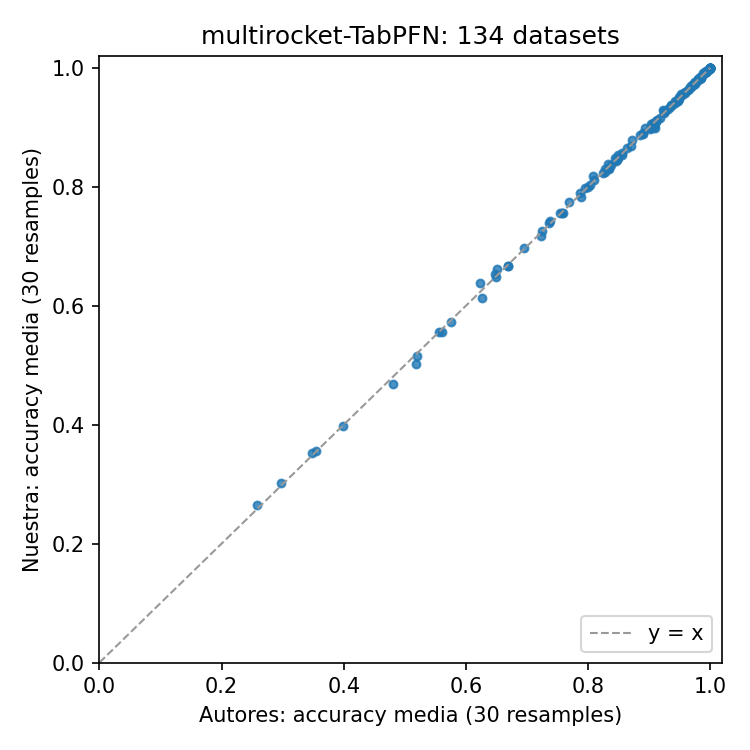 multirocket-TabPFN: 134 datasets
Nuestra: accuracy media (30 resamples)
1.0
0.8
0.6
0.4
0.2
0.0
y = x
0.0 0.2 0.4 0.6 0.8 1.0
Autores: accuracy media (30 resamples)